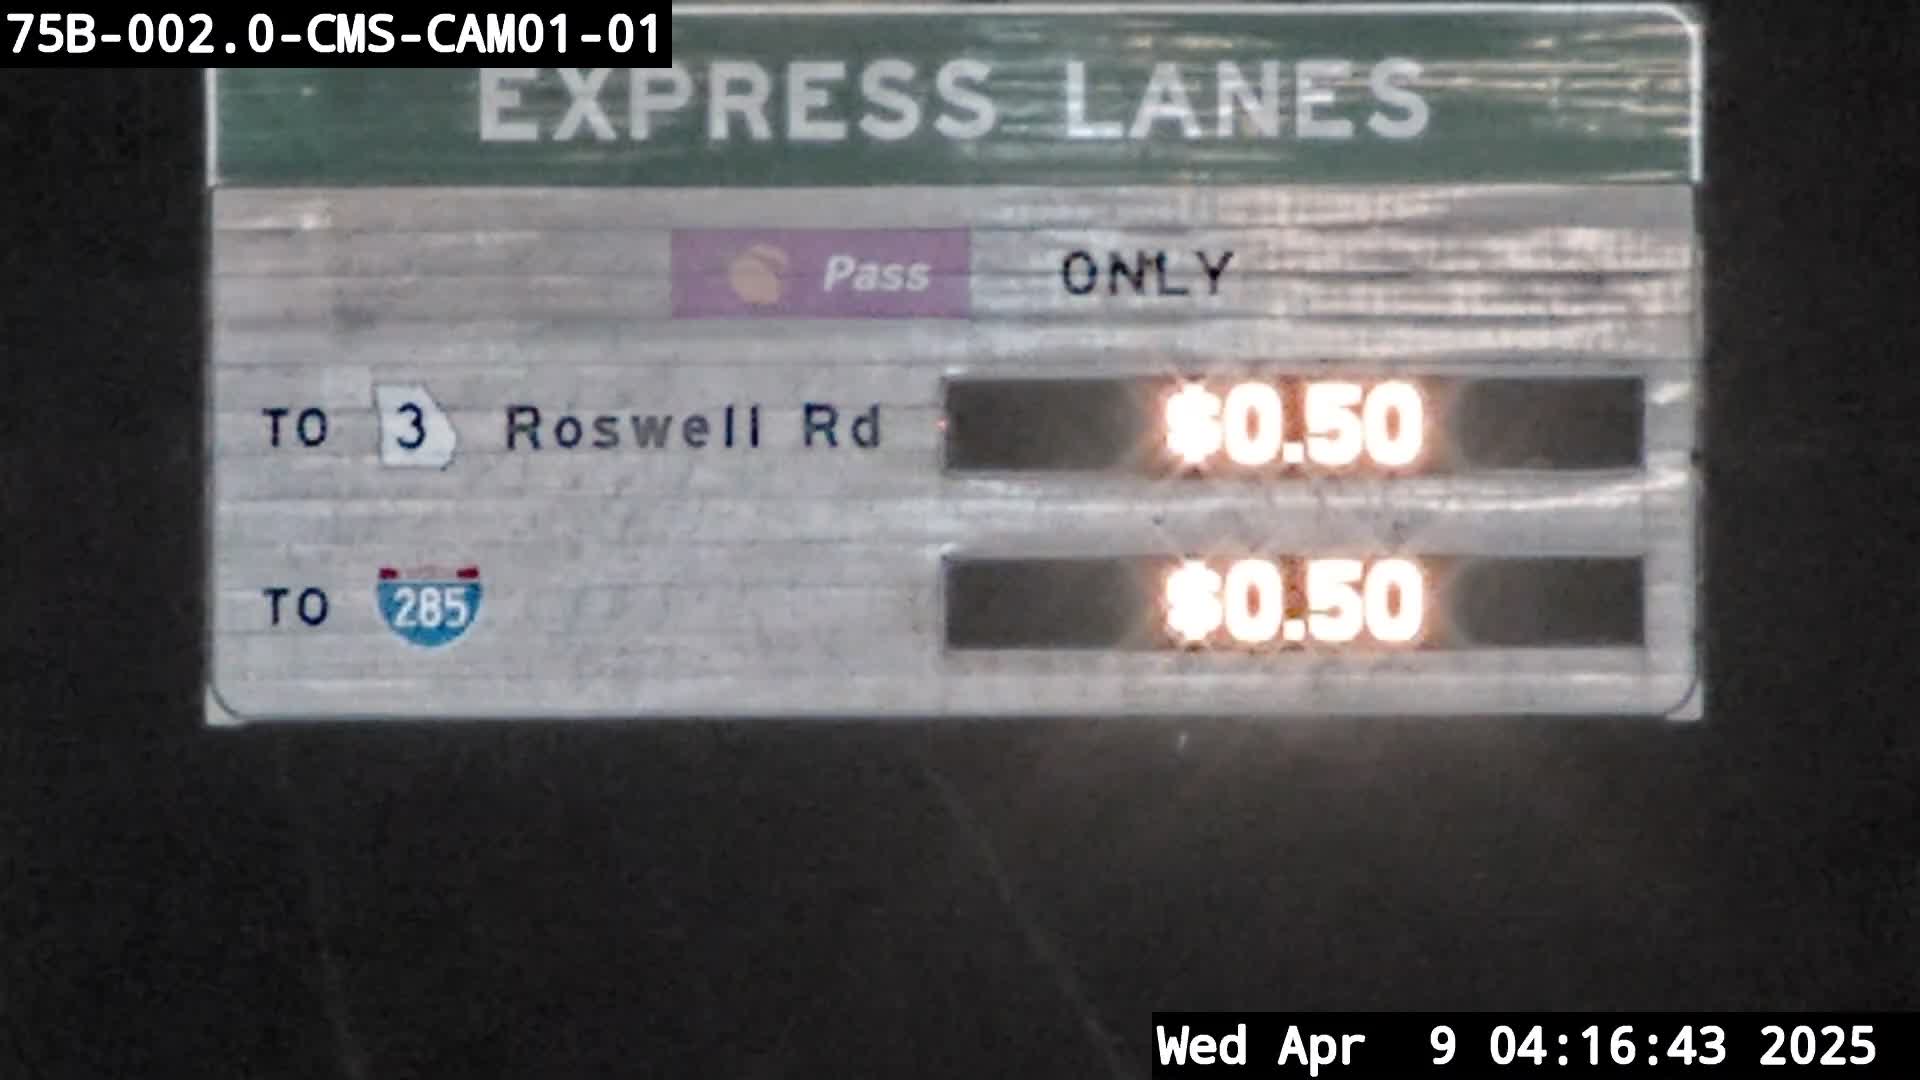 75B-002.0-CMS-CAM01-01
EXPRESS LANES
Pass ONLY
TO 3 Roswell Rd $0.50
TO 285 $0.50
Wed Apr 9 04:16:43 2025